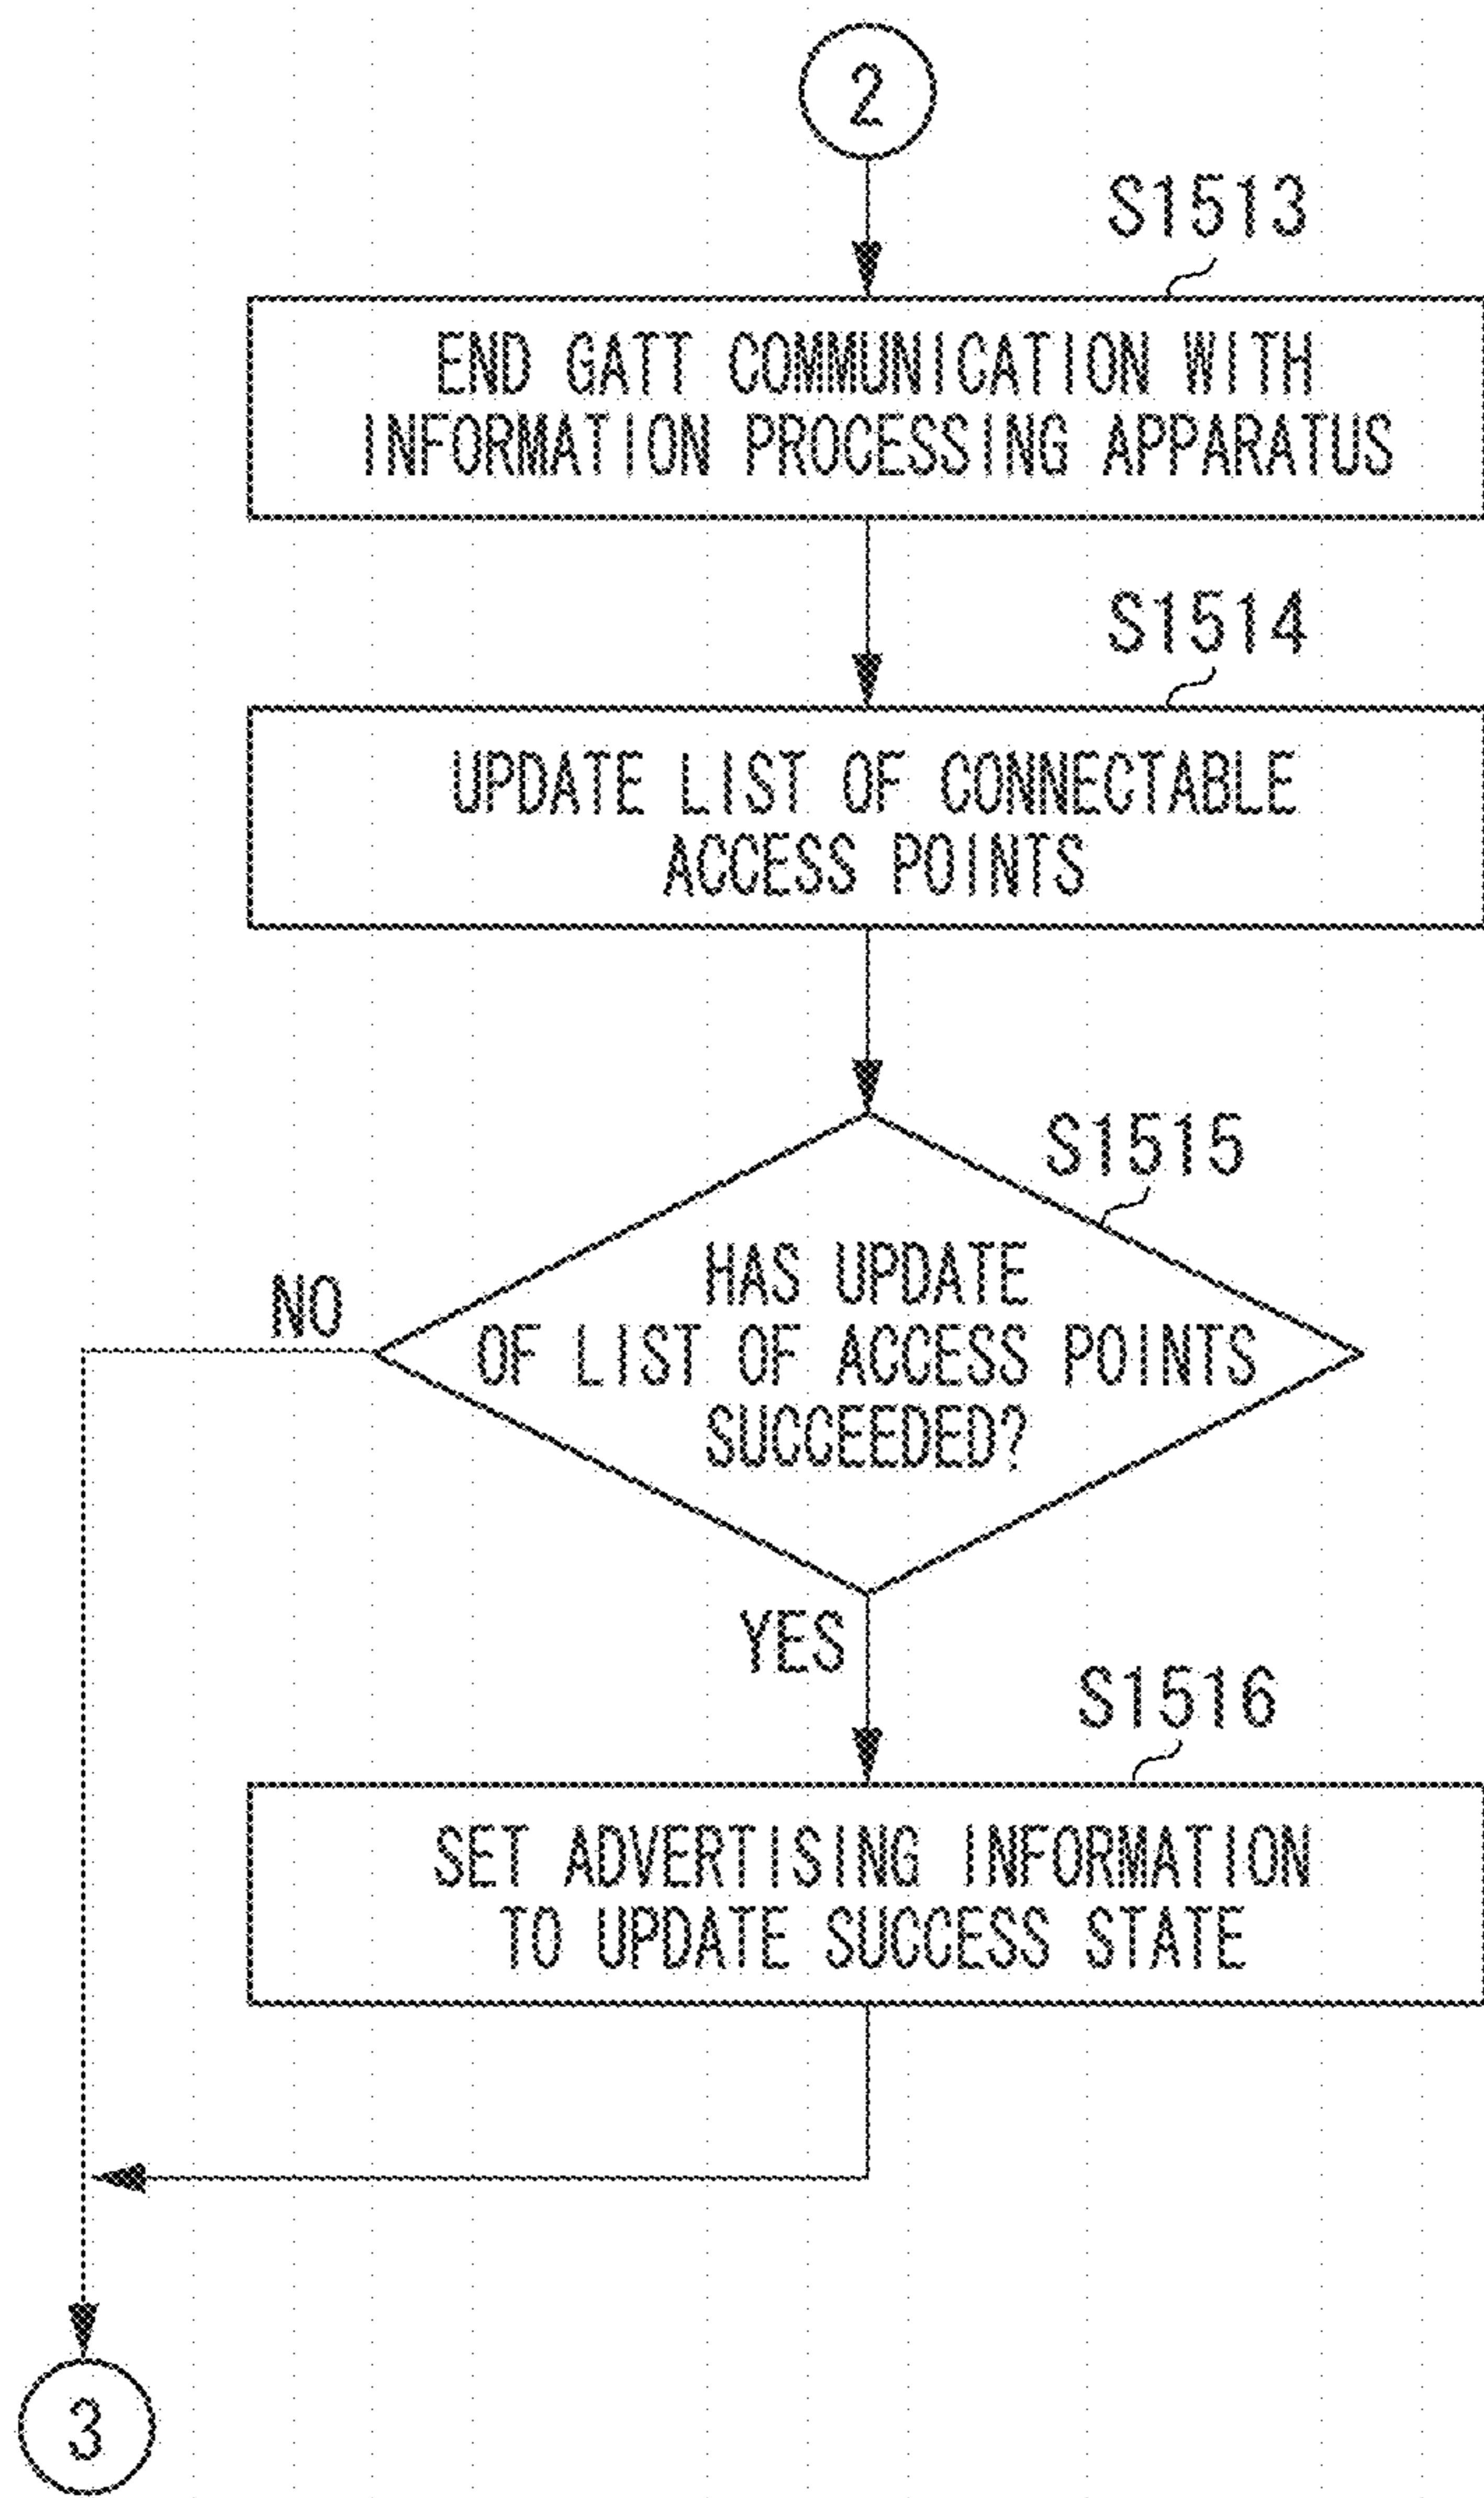 2
S1513
END GATT COMMUNICATION WITH
INFORMATION PROCESSING APPARATUS
S1514
UPDATE LIST OF CONNECTABLE
ACCESS POINTS
S1515
HAS UPDATE
OF LIST OF ACCESS POINTS
SUCCEEDED?
NO
YES
S1516
SET ADVERTISING INFORMATION
TO UPDATE SUCCESS STATE
3